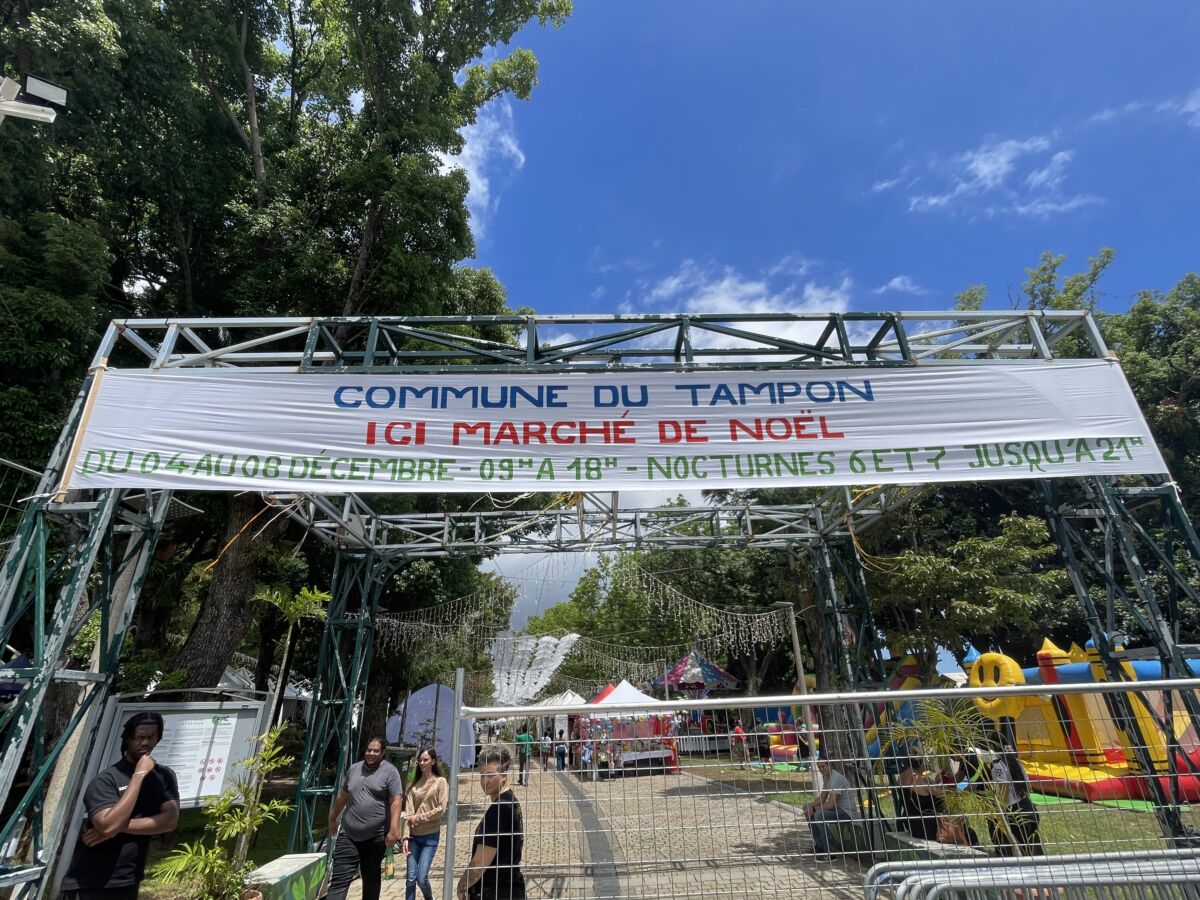 COMMUNE DU TAMPON
ICI MARCHÉ DE NOËL
DU 04 AU 08 DÉCEMBRE - 09H A 18H - NOCTURNES 6 ET 7 JUSQU'À 21H